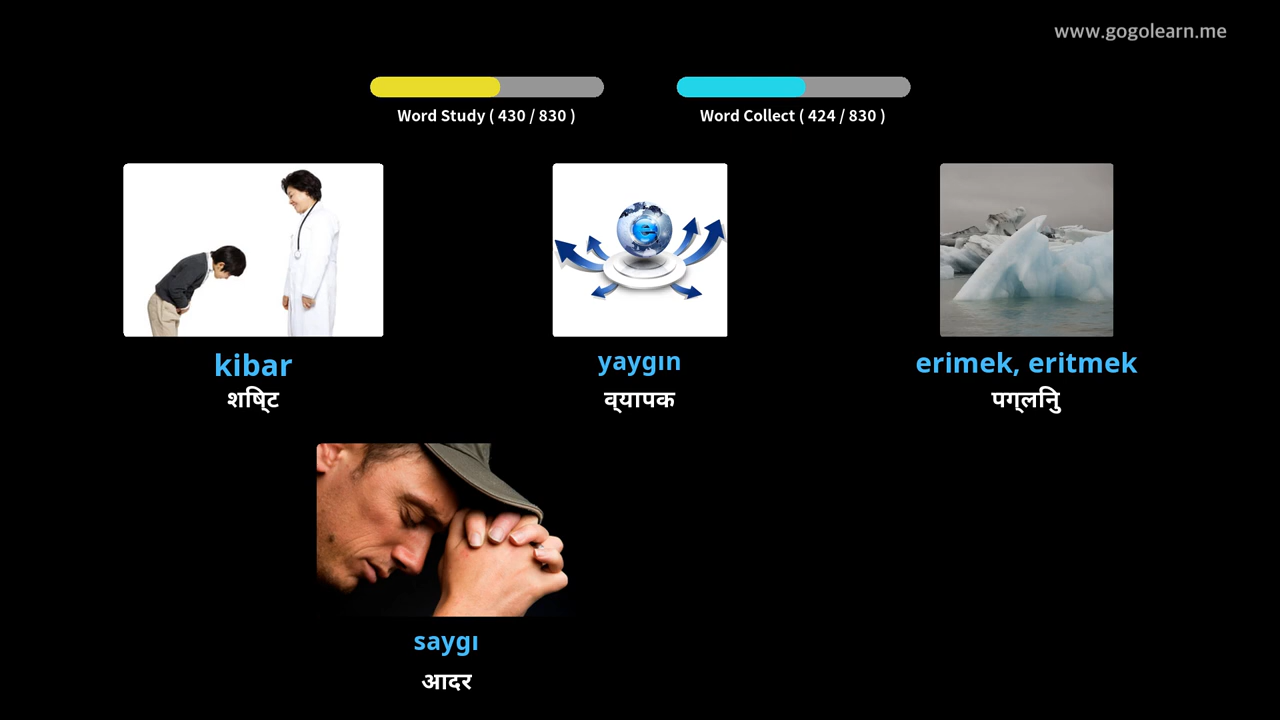 www.gogolearn.me
Word Study ( 430 / 830 )
Word Collect ( 424 / 830 )
kibar
yaygın
erimek, eritmek
शिष्ट
व्यापक
पग्लिनु
saygı
आदर